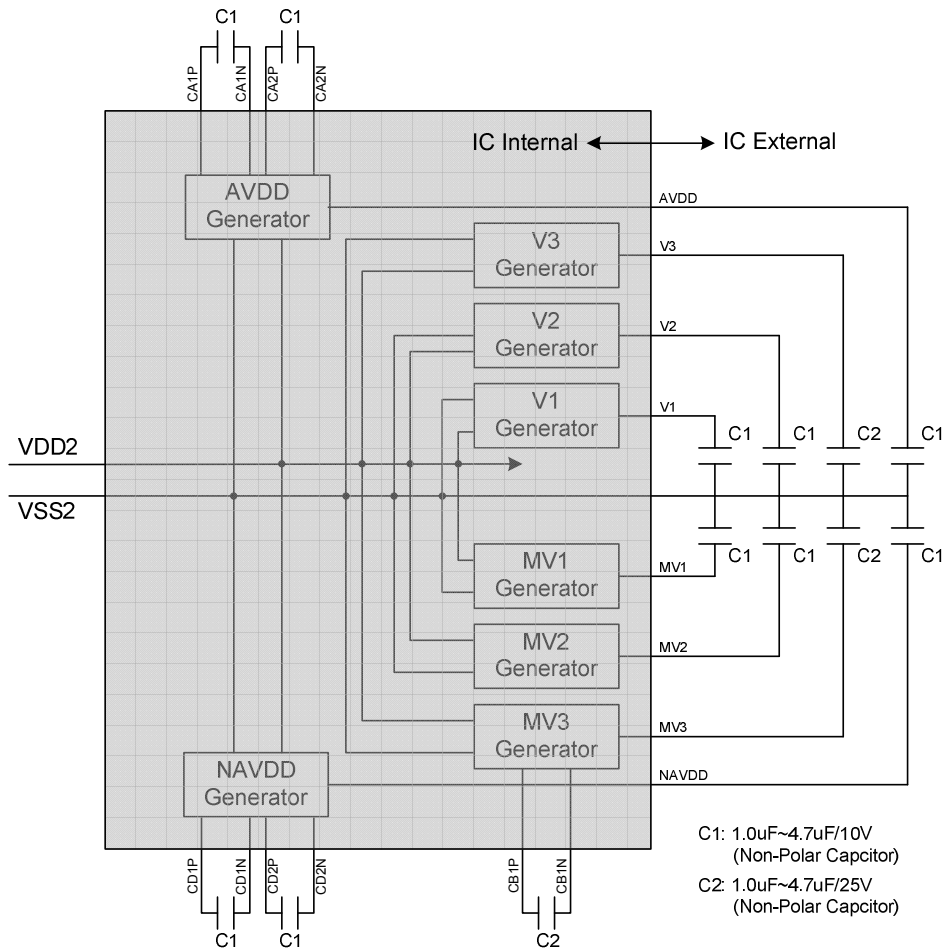 C1 C1
CA1P
CA1N
CA2P
CA2N
IC Internal IC External
AVDD
Generator
AVDD
V3
Generator
V3
V2
Generator
V2
V1
Generator
V1
C1 C1 C2 C1
VDD2
VSS2
C1 C1 C2 C1
MV1
Generator
MV1
MV2
Generator
MV2
MV3
Generator
MV3
NAVDD
Generator
NAVDD
CD1P
CD1N
CD2P
CD2N
CB1P
CB1N
C1 C1 C2
C1: 1.0uF~4.7uF/10V
(Non-Polar Capcitor)
C2: 1.0uF~4.7uF/25V
(Non-Polar Capcitor)